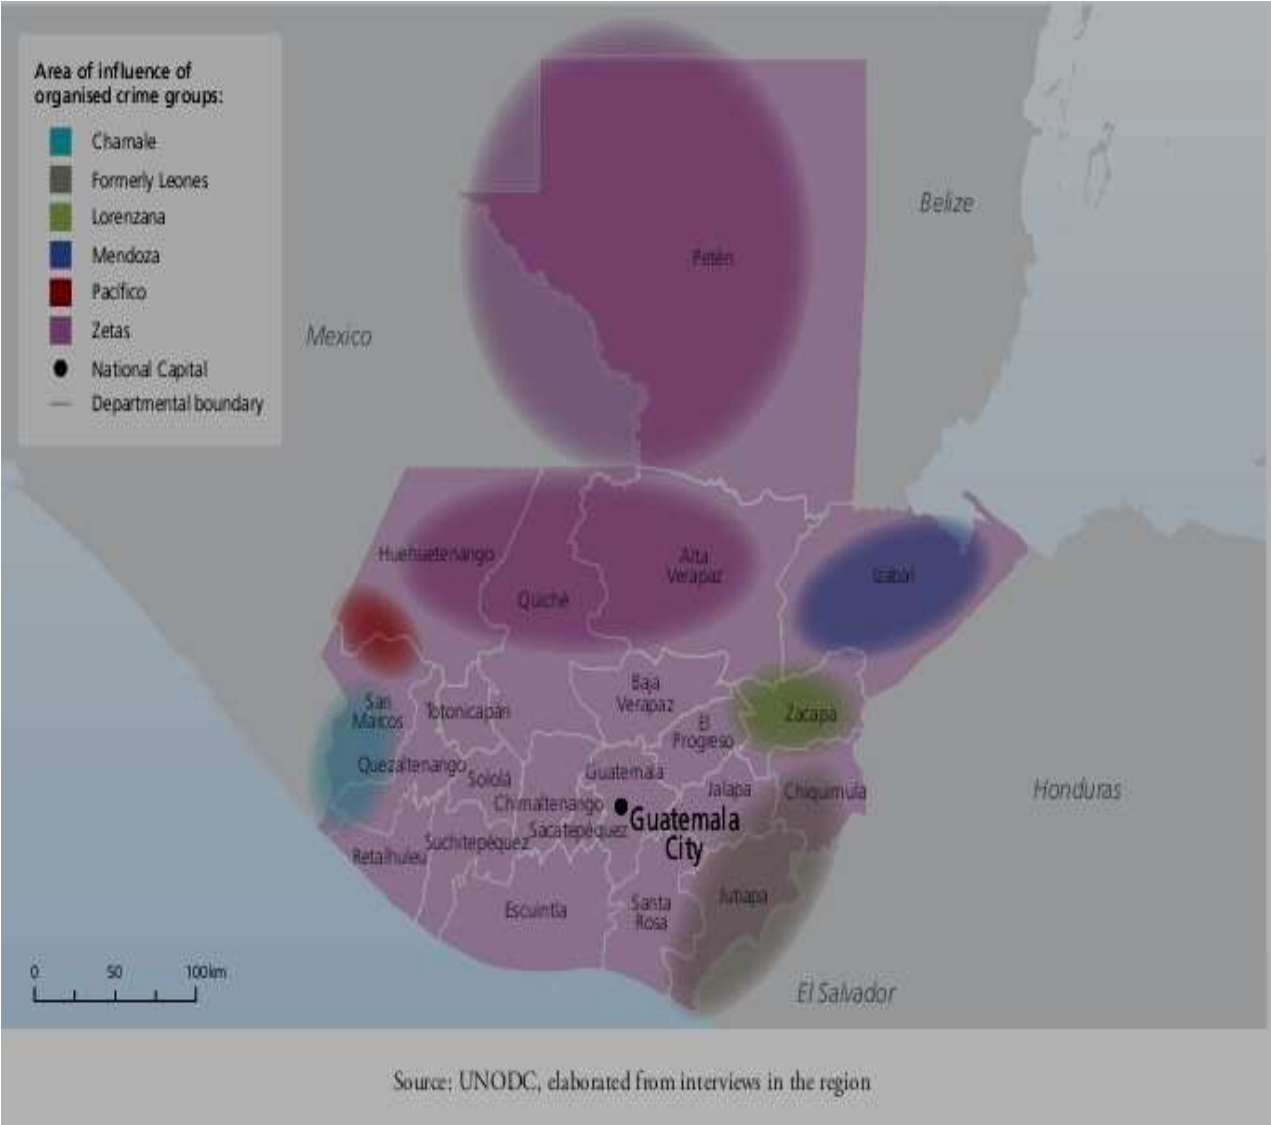 Area of influence of
organised crime groups:
Chamale
Formerly Leones
Lorenzana
Mendoza
Pacífico
Zetas
National Capital
Departmental boundary
Belize
Petén
Mexico
Huehuetenango
Alta
Verapaz
Izabal
Quiché
Baja
Verapaz
San
Marcos
Totonicapán
Zacapa
El
Progreso
Quezaltenango
Sololá
Guatemala
Jalapa
Chiquimula
Honduras
Chimaltenango
Guatemala
City
Sacatepéquez
Suchitepéquez
Retalhuleu
Jutiapa
Santa
Rosa
Escuintla
0 50 100km
El Salvador
Source: UNODC, elaborated from interviews in the region